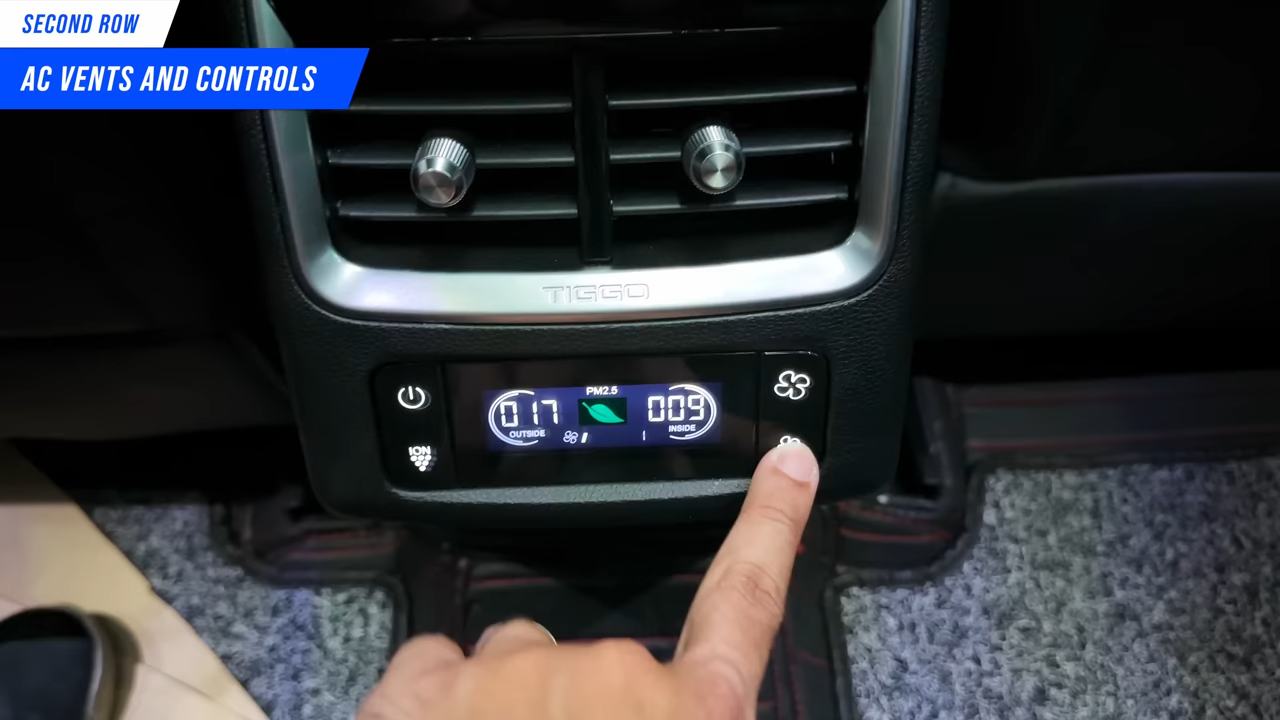 SECOND ROW
AC VENTS AND CONTROLS
TIGGO
PM2.5
017
009
OUTSIDE
INSIDE
ION